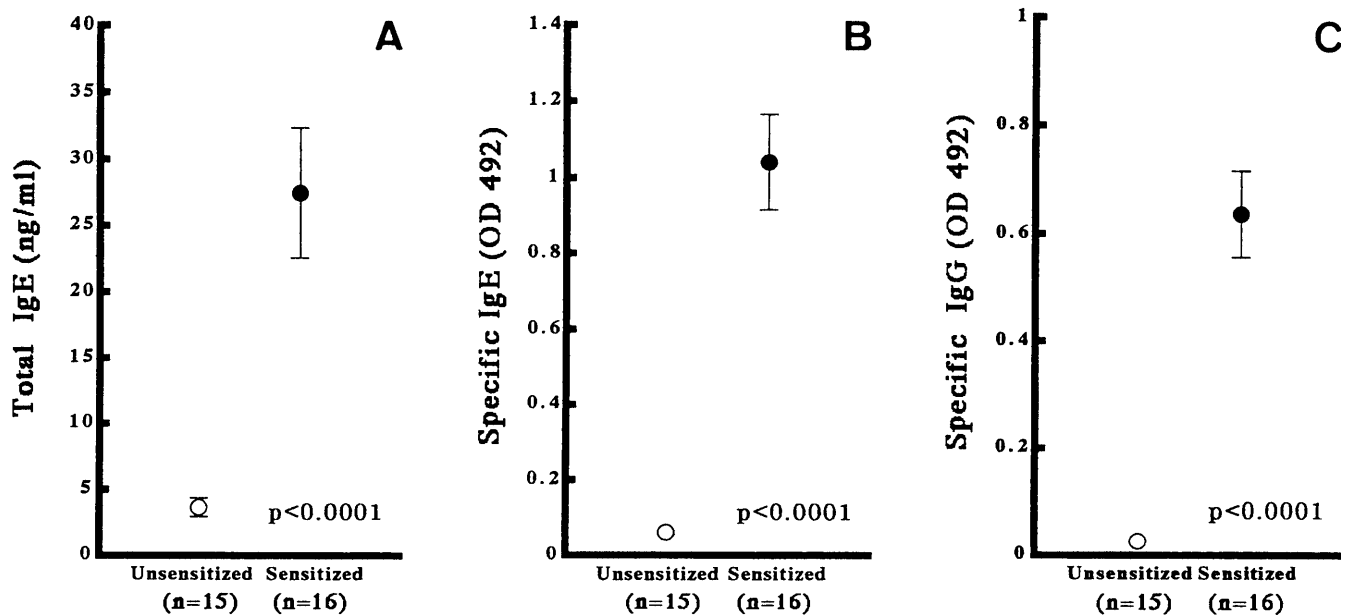 A
Total IgE (ng/ml)
40
35
30
25
20
15
10
5
0
p<0.0001
Unsensitized Sensitized
(n=15) (n=16)
B
Specific IgE (OD 492)
1.4
1.2
1
0.8
0.6
0.4
0.2
0
p<0.0001
Unsensitized Sensitized
(n=15) (n=16)
C
Specific IgG (OD 492)
1
0.8
0.6
0.4
0.2
0
p<0.0001
Unsensitized Sensitized
(n=15) (n=16)